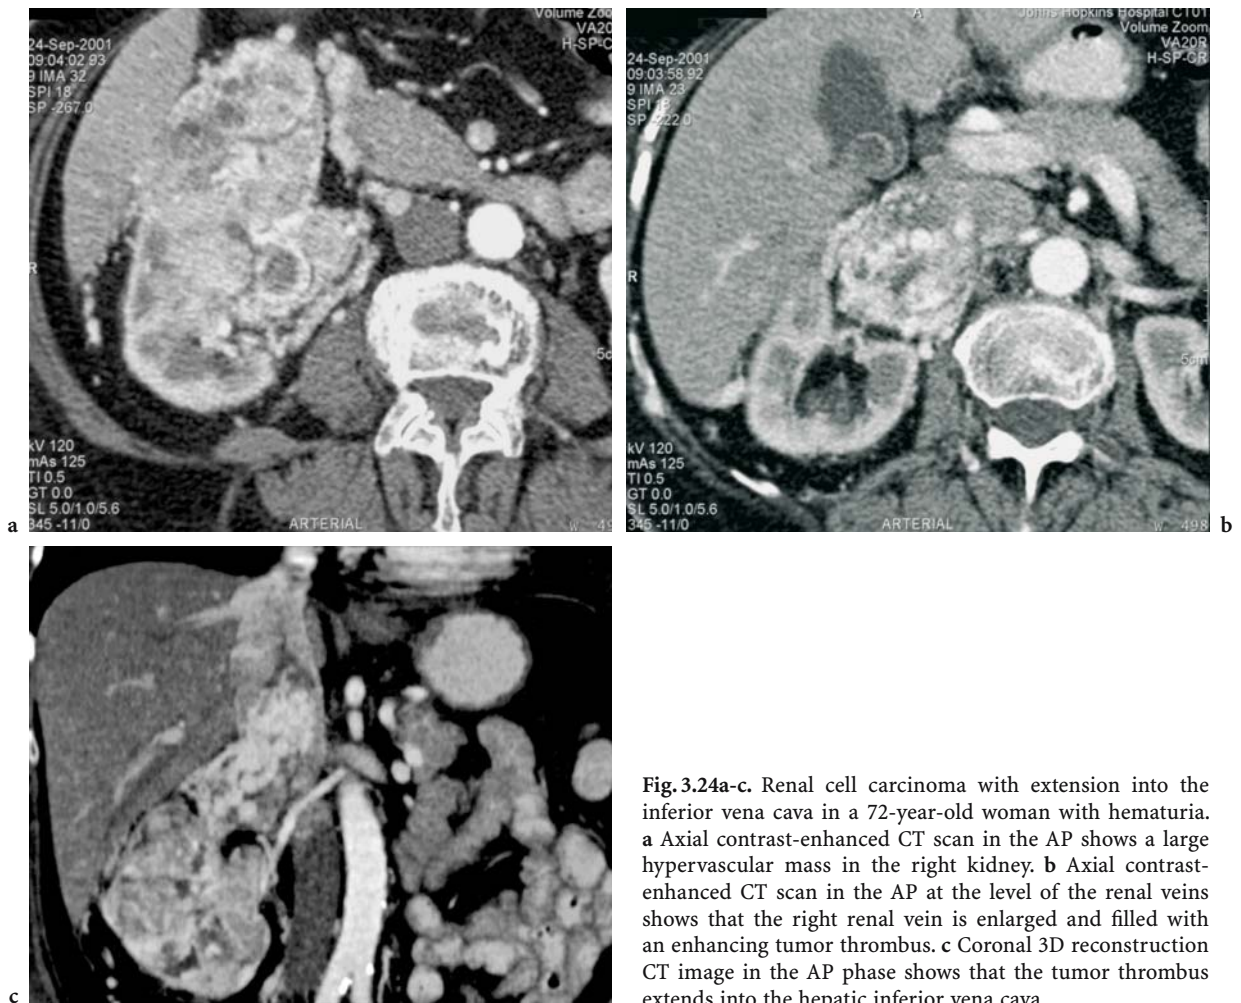 Volume Zoo
VA20
H-SP-C
24-Sep-2001
09:04:02.93
9 IMA 32
SPI 18
SP -267.0
R
5c
kV 120
mAs 125
TI 0.5
GT 0.0
SL 5.0/1.0/5.6
345 -11/0
ARTERIAL
W 49
a
A
Johns Hopkins Hospital CT01
Volume Zoom
VA20R
H-SP-GR
24-Sep-2001
09:03:58.92
9 IMA 23
SPI 18
SP -222.0
R
5cm
kV 120
mAs 125
TI 0.5
GT 0.0
SL 5.0/1.0/5.6
345 -11/0
ARTERIAL
W 498
b
c
Fig. 3.24a-c. Renal cell carcinoma with extension into the
inferior vena cava in a 72-year-old woman with hematuria.
a Axial contrast-enhanced CT scan in the AP shows a large
hypervascular mass in the right kidney. b Axial contrast-
enhanced CT scan in the AP at the level of the renal veins
shows that the right renal vein is enlarged and filled with
an enhancing tumor thrombus. c Coronal 3D reconstruction
CT image in the AP phase shows that the tumor thrombus
extends into the hepatic inferior vena cava